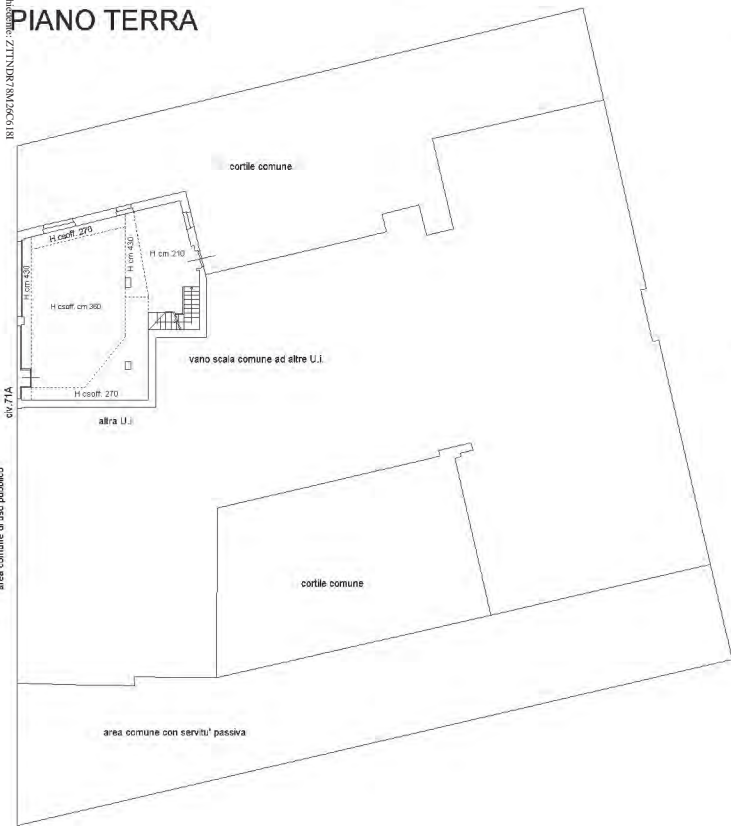 PIANO TERRA
cortile comune
H csoff. 270
H cm 430
H cm 210
H cm 430
H csoff. cm 360
vano scala comune ad altre U.i.
H csoff. 270
civ.71A
altra U.i
area comune di uso pubblico
cortile comune
area comune con servitu' passiva